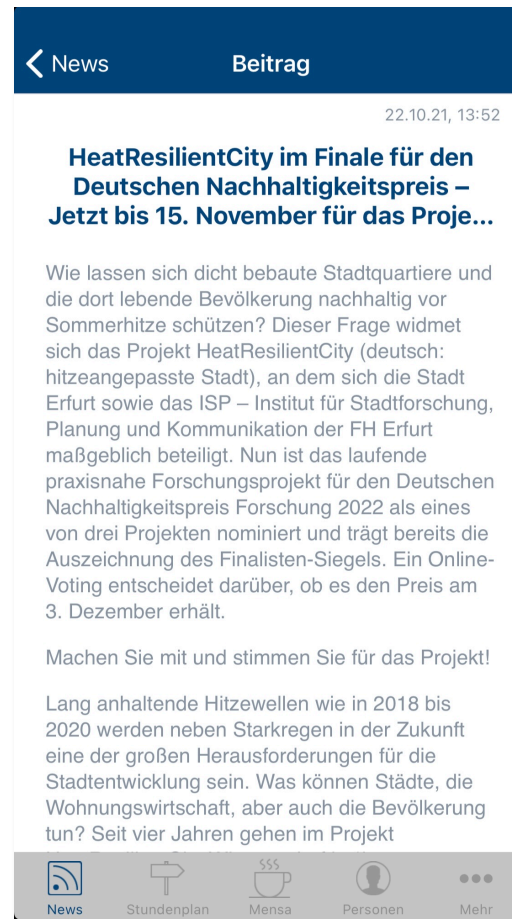 News
Beitrag
22.10.21, 13:52
HeatResilientCity im Finale für den
Deutschen Nachhaltigkeitspreis –
Jetzt bis 15. November für das Proje...
Wie lassen sich dicht bebaute Stadtquartiere und
die dort lebende Bevölkerung nachhaltig vor
Sommerhitze schützen? Dieser Frage widmet
sich das Projekt HeatResilientCity (deutsch:
hitzeangepasste Stadt), an dem sich die Stadt
Erfurt sowie das ISP – Institut für Stadtforschung,
Planung und Kommunikation der FH Erfurt
maßgeblich beteiligt. Nun ist das laufende
praxisnahe Forschungsprojekt für den Deutschen
Nachhaltigkeitspreis Forschung 2022 als eines
von drei Projekten nominiert und trägt bereits die
Auszeichnung des Finalisten-Siegels. Ein Online-
Voting entscheidet darüber, ob es den Preis am
3. Dezember erhält.
Machen Sie mit und stimmen Sie für das Projekt!
Lang anhaltende Hitzewellen wie in 2018 bis
2020 werden neben Starkregen in der Zukunft
eine der großen Herausforderungen für die
Stadtentwicklung sein. Was können Städte, die
Wohnungswirtschaft, aber auch die Bevölkerung
tun? Seit vier Jahren gehen im Projekt
News
Stundenplan
Mensa
Personen
Mehr